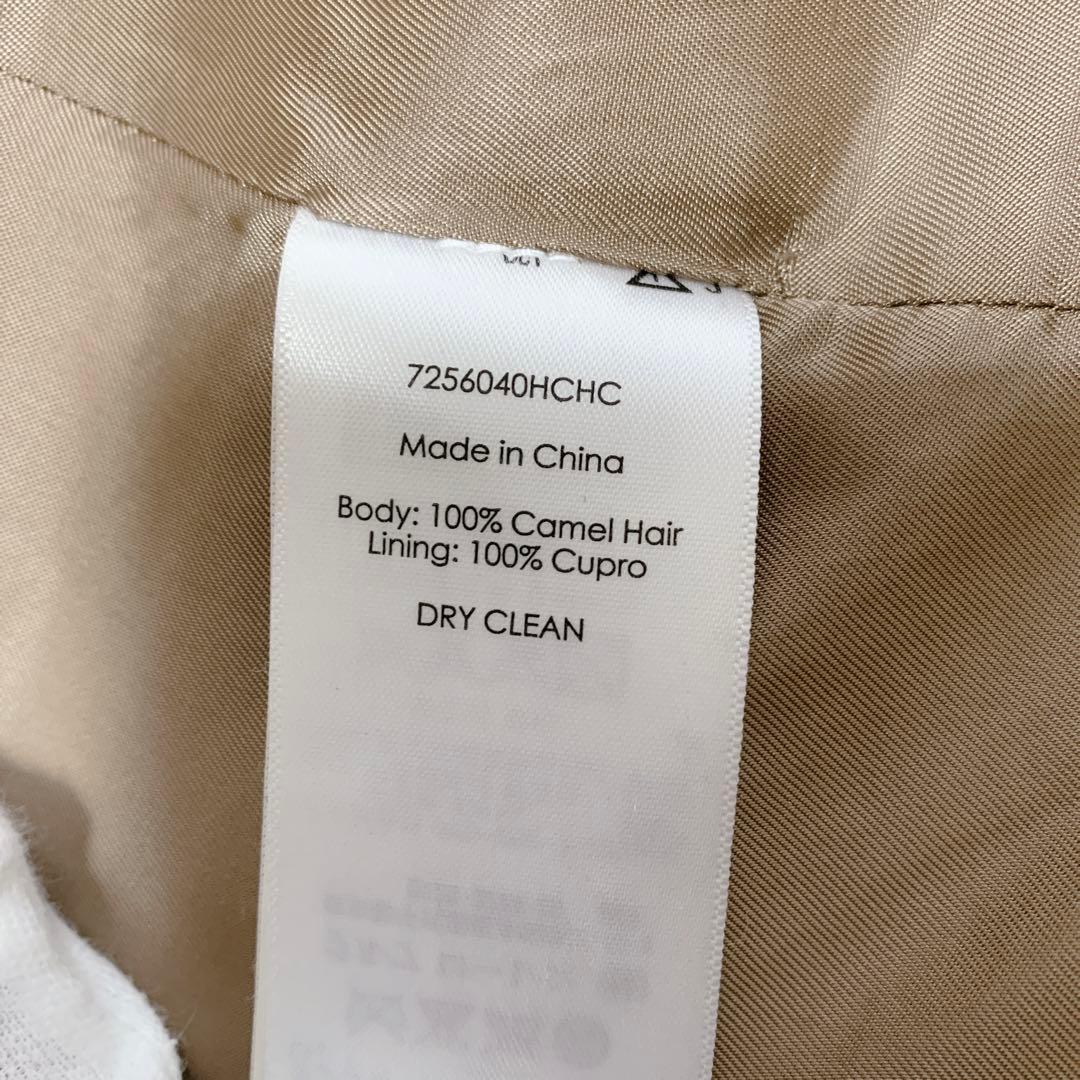 7256040HCHC
Made in China
Body: 100% Camel Hair
Lining: 100% Cupro
DRY CLEAN